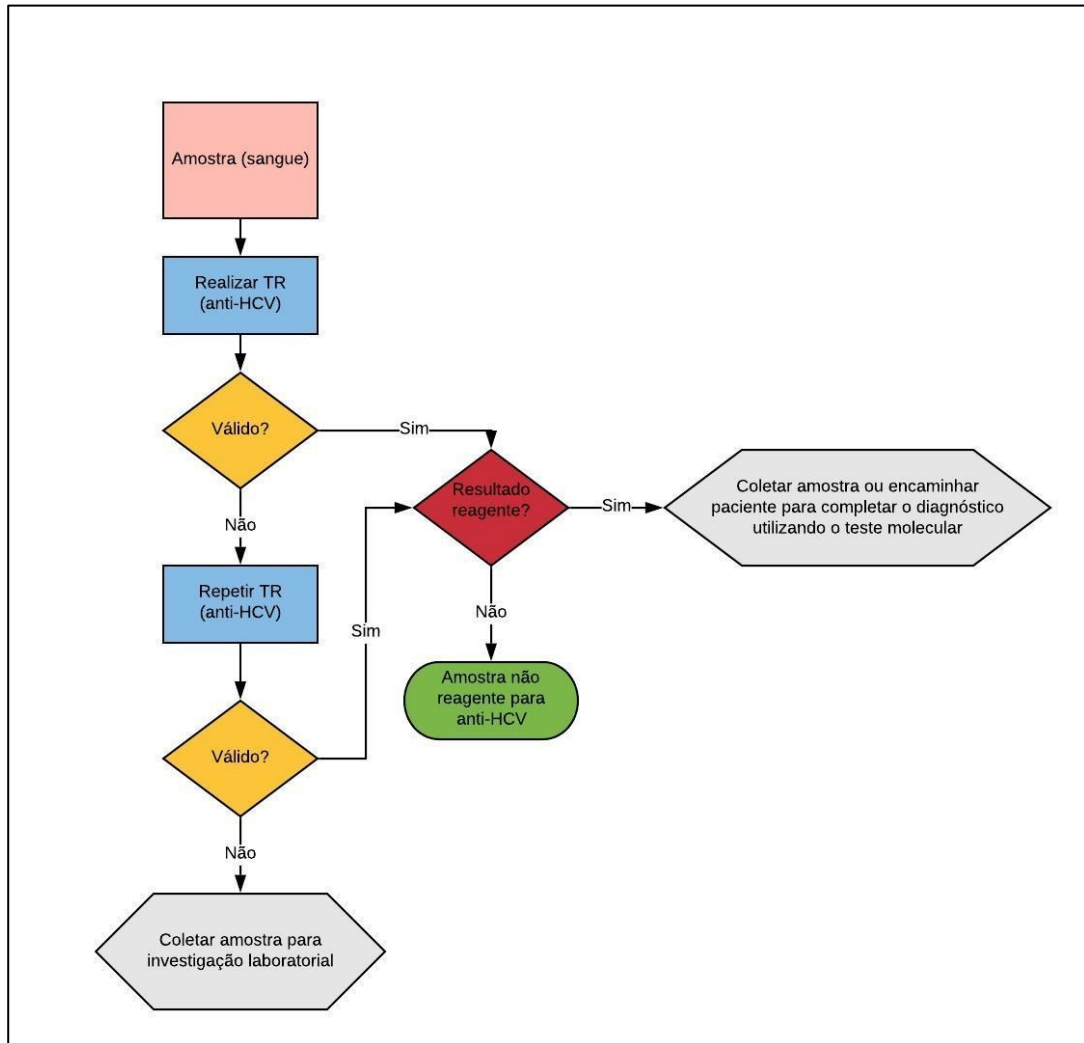 Amostra (sangue)
Realizar TR
(anti-HCV)
Válido?
Sim
Resultado
reagente?
Sim
Coletar amostra ou encaminhar
paciente para completar o diagnóstico
utilizando o teste molecular
Não
Repetir TR
(anti-HCV)
Sim
Não
Amostra não
reagente para
anti-HCV
Válido?
Não
Coletar amostra para
investigação laboratorial